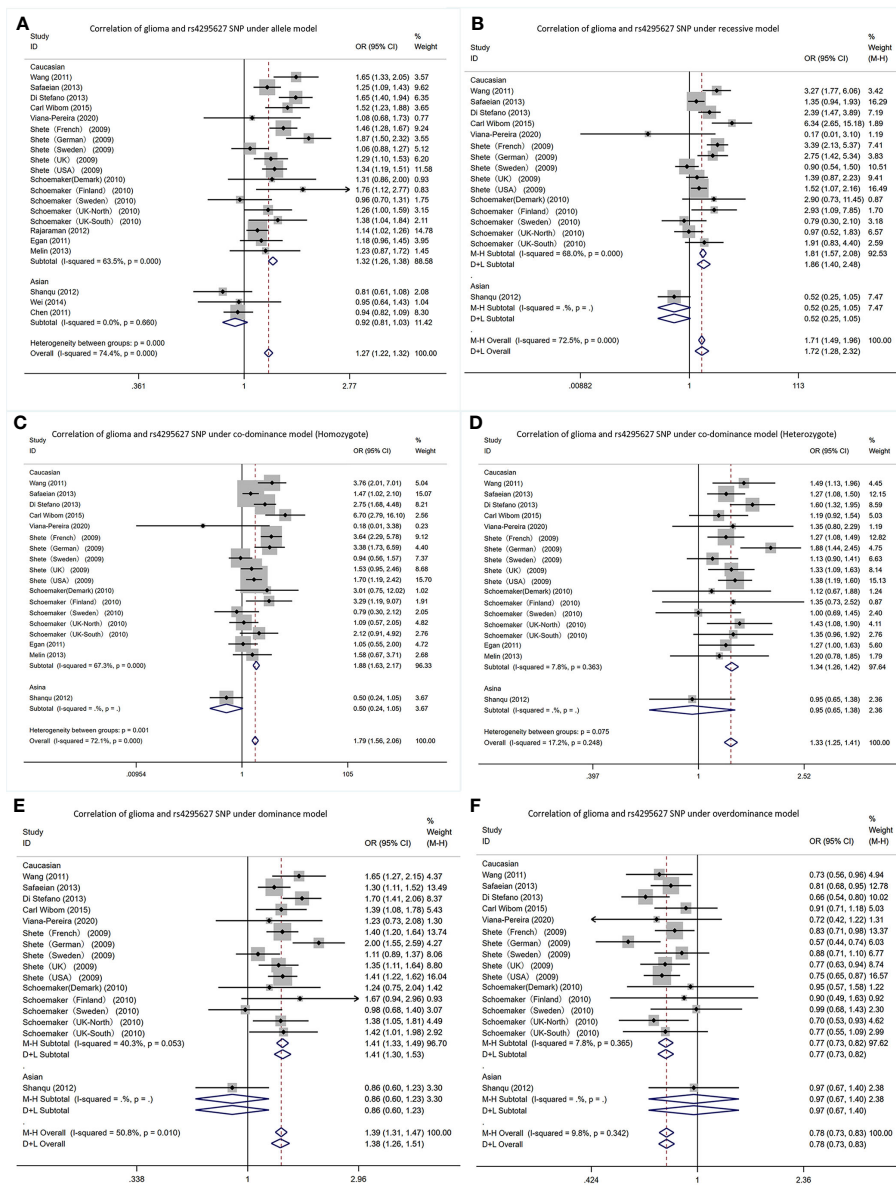 A
Correlation of glioma and rs4295627 SNP under allele model
Study %
ID OR (95% CI) Weight
Caucasian
Wang (2011) 1.65 (1.33, 2.05) 3.57
Safaeian (2013) 1.25 (1.09, 1.43) 9.62
Di Stefano (2013) 1.65 (1.40, 1.94) 6.35
Carl Wibom (2015) 1.52 (1.23, 1.88) 3.65
Viana-Pereira (2020) 1.08 (0.68, 1.73) 0.77
Shete (French) (2009) 1.46 (1.28, 1.67) 9.24
Shete (German) (2009) 1.87 (1.50, 2.32) 3.55
Shete (Sweden) (2009) 1.06 (0.88, 1.27) 5.12
Shete (UK) (2009) 1.29 (1.10, 1.53) 6.20
Shete (USA) (2009) 1.34 (1.19, 1.51) 11.58
Schoemaker(Demark) (2010) 1.31 (0.86, 2.00) 0.93
Schoemaker (Finland) (2010) 1.76 (1.12, 2.77) 0.83
Schoemaker (Sweden) (2010) 0.96 (0.70, 1.31) 1.75
Schoemaker (UK-North) (2010) 1.26 (1.00, 1.59) 3.15
Schoemaker (UK-South) (2010) 1.38 (1.04, 1.84) 2.11
Rajaraman (2012) 1.14 (1.02, 1.26) 14.78
Egan (2011) 1.18 (0.96, 1.45) 3.95
Melin (2013) 1.23 (0.87, 1.72) 1.45
Subtotal (I-squared = 63.5%, p = 0.000) 1.32 (1.26, 1.38) 88.58
Asian
Shanqu (2012) 0.81 (0.61, 1.08) 2.08
Wei (2014) 0.95 (0.64, 1.43) 1.04
Chen (2011) 0.94 (0.82, 1.09) 8.30
Subtotal (I-squared = 0.0%, p = 0.660) 0.92 (0.81, 1.03) 11.42
Heterogeneity between groups: p = 0.000
Overall (I-squared = 74.4%, p = 0.000) 1.27 (1.22, 1.32) 100.00
.361 1 2.77
B
Correlation of glioma and rs4295627 SNP under recessive model
%
Study Weight
ID OR (95% CI) (M-H)
Caucasian
Wang (2011) 3.27 (1.77, 6.06) 3.42
Safaeian (2013) 1.35 (0.94, 1.93) 16.29
Di Stefano (2013) 2.39 (1.47, 3.89) 7.19
Carl Wibom (2015) 6.34 (2.65, 15.18) 1.89
Viana-Pereira (2020) 0.17 (0.01, 3.10) 1.07
Shete (French) (2009) 3.39 (2.13, 5.37) 7.41
Shete (German) (2009) 2.75 (1.42, 5.34) 3.31
Shete (Sweden) (2009) 0.90 (0.54, 1.50) 10.51
Shete (UK) (2009) 1.39 (0.87, 2.23) 9.41
Shete (USA) (2009) 1.52 (1.07, 2.16) 16.49
Schoemaker(Demark) (2010) 2.90 (0.73, 11.45) 0.87
Schoemaker (Finland) (2010) 2.93 (1.09, 7.85) 1.70
Schoemaker (Sweden) (2010) 0.79 (0.30, 2.10) 3.18
Schoemaker (UK-North) (2010) 0.97 (0.52, 1.83) 6.57
Schoemaker (UK-South) (2010) 1.91 (0.83, 4.40) 2.59
M-H Subtotal (I-squared = 68.0%, p = 0.000) 1.81 (1.57, 2.08) 92.53
D+L Subtotal 1.86 (1.40, 2.48)
.
Asian
Shanqu (2012) 0.52 (0.25, 1.05) 7.47
M-H Subtotal (I-squared = .%, p = .) 0.52 (0.25, 1.05) 7.47
D+L Subtotal 0.52 (0.25, 1.05)
.
M-H Overall (I-squared = 72.5%, p = 0.000) 1.71 (1.49, 1.96) 100.00
D+L Overall 1.72 (1.28, 2.32)
.00882 1 113
C
Correlation of glioma and rs4295627 SNP under co-dominance model (Homozygote)
Study %
ID OR (95% CI) Weight
Caucasian
Wang (2011) 3.76 (2.01, 7.01) 5.04
Safaeian (2013) 1.47 (1.02, 2.10) 15.07
Di Stefano (2013) 2.75 (1.68, 4.48) 8.21
Carl Wibom (2015) 6.70 (2.79, 16.10) 2.56
Viana-Pereira (2020) 0.18 (0.01, 3.38) 0.23
Shete (French) (2009) 3.64 (2.29, 5.78) 9.12
Shete (German) (2009) 3.38 (1.73, 6.59) 4.40
Shete (Sweden) (2009) 0.94 (0.56, 1.57) 7.37
Shete (UK) (2009) 1.53 (0.95, 2.46) 8.68
Shete (USA) (2009) 1.70 (1.19, 2.42) 15.70
Schoemaker(Demark) (2010) 3.01 (0.75, 12.02) 1.02
Schoemaker (Finland) (2010) 3.29 (1.19, 9.07) 1.91
Schoemaker (Sweden) (2010) 0.79 (0.30, 2.12) 2.05
Schoemaker (UK-North) (2010) 1.09 (0.57, 2.05) 4.82
Schoemaker (UK-South) (2010) 2.12 (0.91, 4.92) 2.76
Egan (2011) 1.05 (0.55, 2.00) 4.72
Melin (2013) 1.58 (0.67, 3.71) 2.68
Subtotal (I-squared = 67.3%, p = 0.000) 1.88 (1.63, 2.17) 96.33
Asina
Shanqu (2012) 0.50 (0.24, 1.05) 3.67
Subtotal (I-squared = .%, p = .) 0.50 (0.24, 1.05) 3.67
Heterogeneity between groups: p = 0.001
Overall (I-squared = 72.1%, p = 0.000) 1.79 (1.56, 2.06) 100.00
.00954 1 105
D
Correlation of glioma and rs4295627 SNP under co-dominance model (Heterozygote)
Study %
ID OR (95% CI) Weight
Caucasian
Wang (2011) 1.49 (1.13, 1.96) 4.45
Safaeian (2013) 1.27 (1.08, 1.50) 12.15
Di Stefano (2013) 1.60 (1.32, 1.95) 8.59
Carl Wibom (2015) 1.19 (0.92, 1.54) 5.03
Viana-Pereira (2020) 1.35 (0.80, 2.29) 1.21
Shete (French) (2009) 1.27 (1.08, 1.49) 12.82
Shete (German) (2009) 1.88 (1.44, 2.45) 4.75
Shete (Sweden) (2009) 1.13 (0.90, 1.41) 6.63
Shete (UK) (2009) 1.33 (1.09, 1.63) 8.14
Shete (USA) (2009) 1.38 (1.19, 1.60) 15.13
Schoemaker(Demark) (2010) 1.12 (0.67, 1.88) 1.24
Schoemaker (Finland) (2010) 1.35 (0.73, 2.52) 0.87
Schoemaker (Sweden) (2010) 1.00 (0.69, 1.45) 2.40
Schoemaker (UK-North) (2010) 1.43 (1.08, 1.90) 4.11
Schoemaker (UK-South) (2010) 1.35 (0.96, 1.92) 2.76
Egan (2011) 1.27 (1.00, 1.63) 5.60
Melin (2013) 1.20 (0.78, 1.85) 1.79
Subtotal (I-squared = 7.8%, p = 0.363) 1.34 (1.26, 1.42) 97.64
Asina
Shanqu (2012) 0.95 (0.65, 1.38) 2.36
Subtotal (I-squared = .%, p = .) 0.95 (0.65, 1.38) 2.36
Heterogeneity between groups: p = 0.075
Overall (I-squared = 17.2%, p = 0.248) 1.33 (1.25, 1.41) 100.00
.397 1 2.52
E
Correlation of glioma and rs4295627 SNP under dominance model
%
Study Weight
ID OR (95% CI) (M-H)
Caucasian
Wang (2011) 1.65 (1.27, 2.15) 4.37
Safaeian (2013) 1.30 (1.11, 1.52) 13.49
Di Stefano (2013) 1.70 (1.41, 2.06) 8.37
Carl Wibom (2015) 1.39 (1.08, 1.78) 5.43
Viana-Pereira (2020) 1.23 (0.73, 2.08) 1.30
Shete (French) (2009) 1.40 (1.20, 1.64) 13.74
Shete (German) (2009) 2.00 (1.55, 2.59) 4.27
Shete (Sweden) (2009) 1.11 (0.89, 1.37) 8.06
Shete (UK) (2009) 1.35 (1.11, 1.64) 8.80
Shete (USA) (2009) 1.41 (1.22, 1.62) 16.04
Schoemaker(Demark) (2010) 1.24 (0.75, 2.04) 1.42
Schoemaker (Finland) (2010) 1.67 (0.94, 2.96) 0.93
Schoemaker (Sweden) (2010) 0.98 (0.68, 1.40) 3.07
Schoemaker (UK-North) (2010) 1.38 (1.05, 1.81) 4.49
Schoemaker (UK-South) (2010) 1.42 (1.01, 1.98) 2.92
M-H Subtotal (I-squared = 40.3%, p = 0.053) 1.41 (1.33, 1.49) 96.70
D+L Subtotal 1.41 (1.30, 1.53)
.
Asian
Shanqu (2012) 0.86 (0.60, 1.23) 3.30
M-H Subtotal (I-squared = .%, p = .) 0.86 (0.60, 1.23) 3.30
D+L Subtotal 0.86 (0.60, 1.23)
.
M-H Overall (I-squared = 50.8%, p = 0.010) 1.39 (1.31, 1.47) 100.00
D+L Overall 1.38 (1.26, 1.51)
.338 1 2.96
F
Correlation of glioma and rs4295627 SNP under overdominance model
%
Study Weight
ID OR (95% CI) (M-H)
Caucasian
Wang (2011) 0.73 (0.56, 0.96) 4.94
Safaeian (2013) 0.81 (0.68, 0.95) 12.78
Di Stefano (2013) 0.66 (0.54, 0.80) 10.02
Carl Wibom (2015) 0.91 (0.71, 1.18) 5.03
Viana-Pereira (2020) 0.72 (0.42, 1.22) 1.31
Shete (French) (2009) 0.83 (0.71, 0.98) 13.37
Shete (German) (2009) 0.57 (0.44, 0.74) 6.03
Shete (Sweden) (2009) 0.88 (0.71, 1.10) 6.77
Shete (UK) (2009) 0.77 (0.63, 0.94) 8.74
Shete (USA) (2009) 0.75 (0.65, 0.87) 16.57
Schoemaker(Demark) (2010) 0.95 (0.57, 1.58) 1.22
Schoemaker (Finland) (2010) 0.90 (0.49, 1.63) 0.92
Schoemaker (Sweden) (2010) 0.99 (0.68, 1.43) 2.30
Schoemaker (UK-North) (2010) 0.70 (0.53, 0.93) 4.62
Schoemaker (UK-South) (2010) 0.77 (0.55, 1.09) 2.99
M-H Subtotal (I-squared = 7.8%, p = 0.365) 0.77 (0.73, 0.82) 97.62
D+L Subtotal 0.77 (0.73, 0.82)
.
Asian
Shanqu (2012) 0.97 (0.67, 1.40) 2.38
M-H Subtotal (I-squared = .%, p = .) 0.97 (0.67, 1.40) 2.38
D+L Subtotal 0.97 (0.67, 1.40)
.
M-H Overall (I-squared = 9.8%, p = 0.342) 0.78 (0.73, 0.83) 100.00
D+L Overall 0.78 (0.73, 0.83)
.424 1 2.36